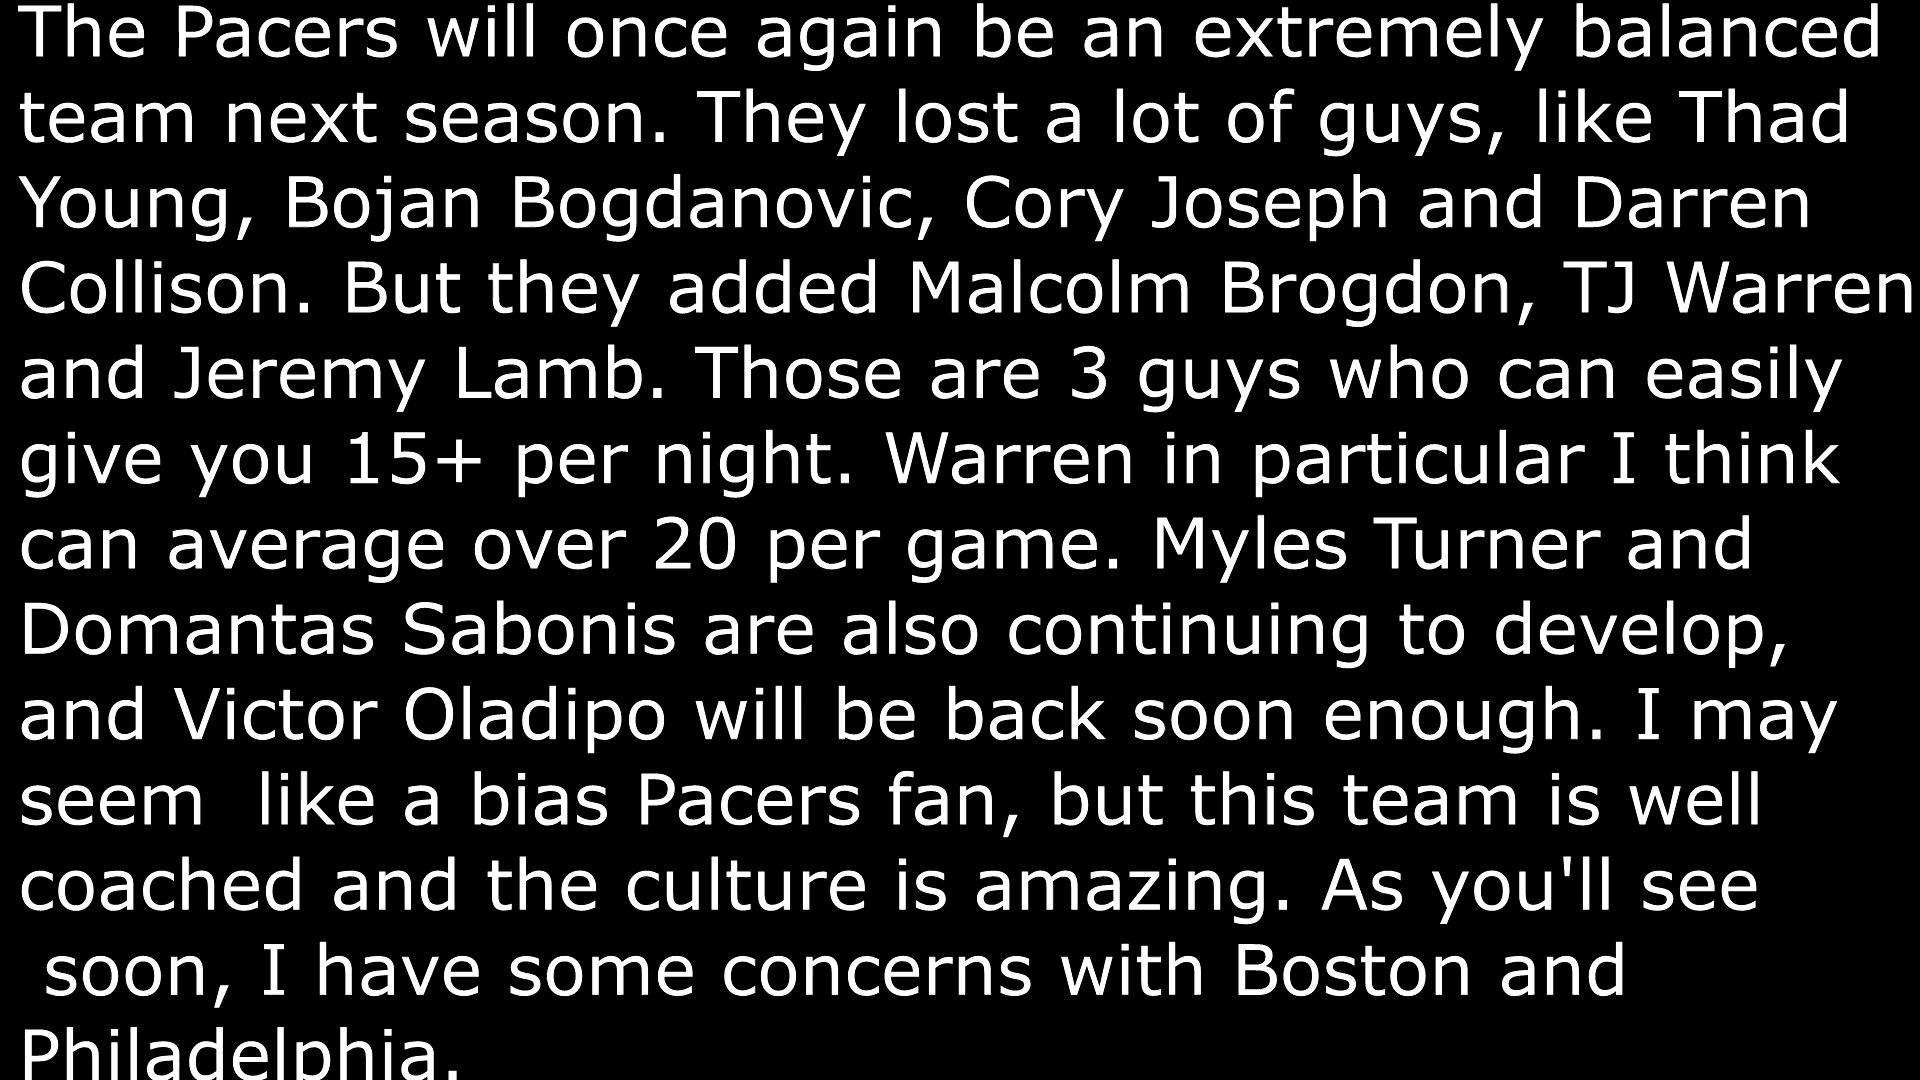 The Pacers will once again be an extremely balanced
team next season. They lost a lot of guys, like Thad
Young, Bojan Bogdanovic, Cory Joseph and Darren
Collison. But they added Malcolm Brogdon, TJ Warren
and Jeremy Lamb. Those are 3 guys who can easily
give you 15+ per night. Warren in particular I think
can average over 20 per game. Myles Turner and
Domantas Sabonis are also continuing to develop,
and Victor Oladipo will be back soon enough. I may
seem  like a bias Pacers fan, but this team is well
coached and the culture is amazing. As you'll see
 soon, I have some concerns with Boston and
Philadelphia.